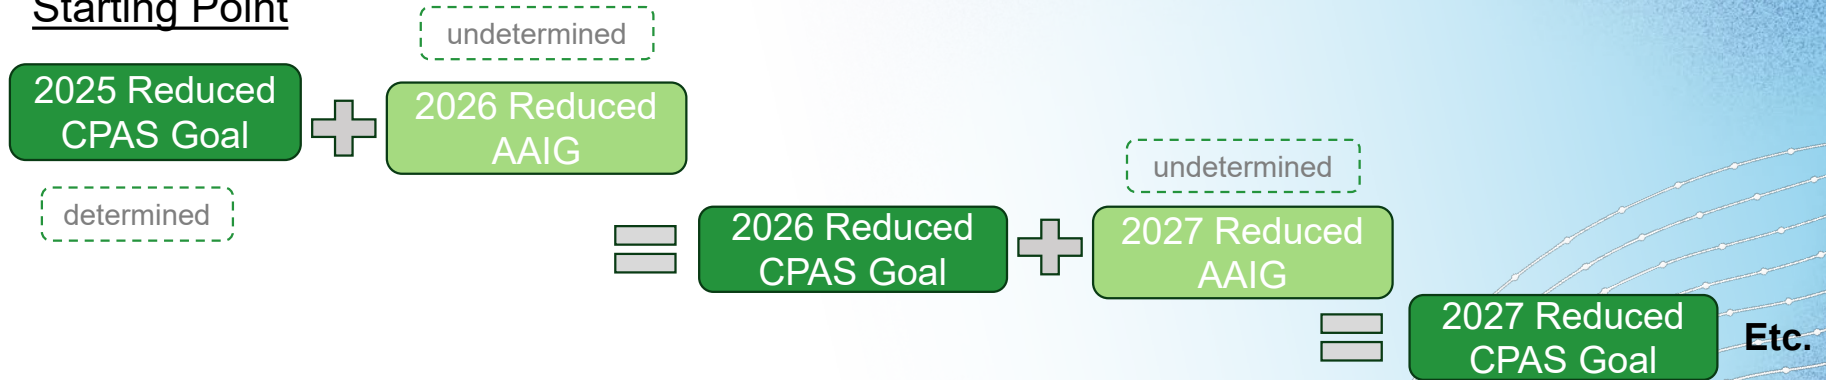 Starting Point
undetermined
2025 Reduced
CPAS Goal
2026 Reduced
AAIG
determined
undetermined
2026 Reduced
CPAS Goal
2027 Reduced
AAIG
2027 Reduced
CPAS Goal
Etc.